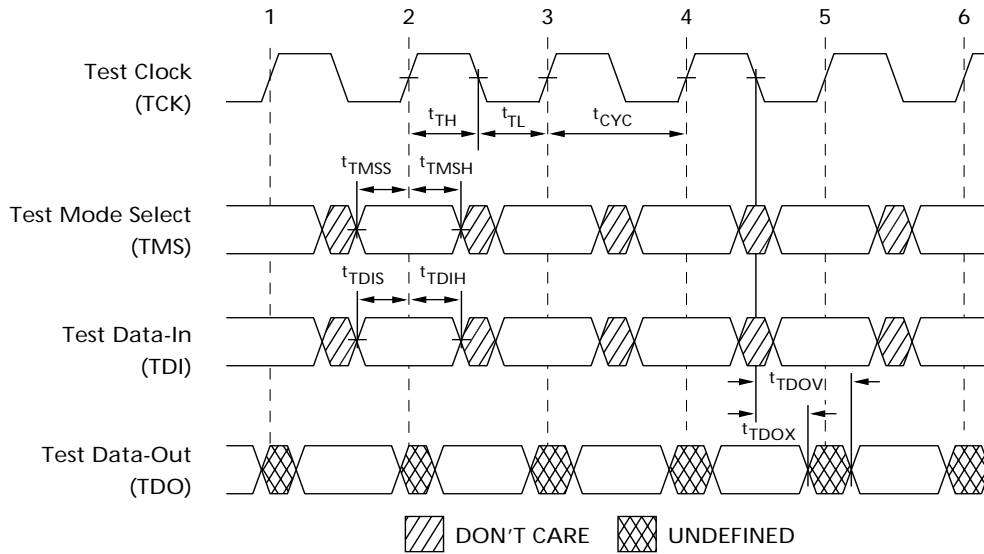 1 2 3 4 5 6
Test Clock
(TCK)
tTH tTL tCYC
tTMSS tTMSH
Test Mode Select
(TMS)
tTDIS tTDIH
Test Data-In
(TDI)
tTDOV
tTDOX
Test Data-Out
(TDO)
DON'T CARE UNDEFINED